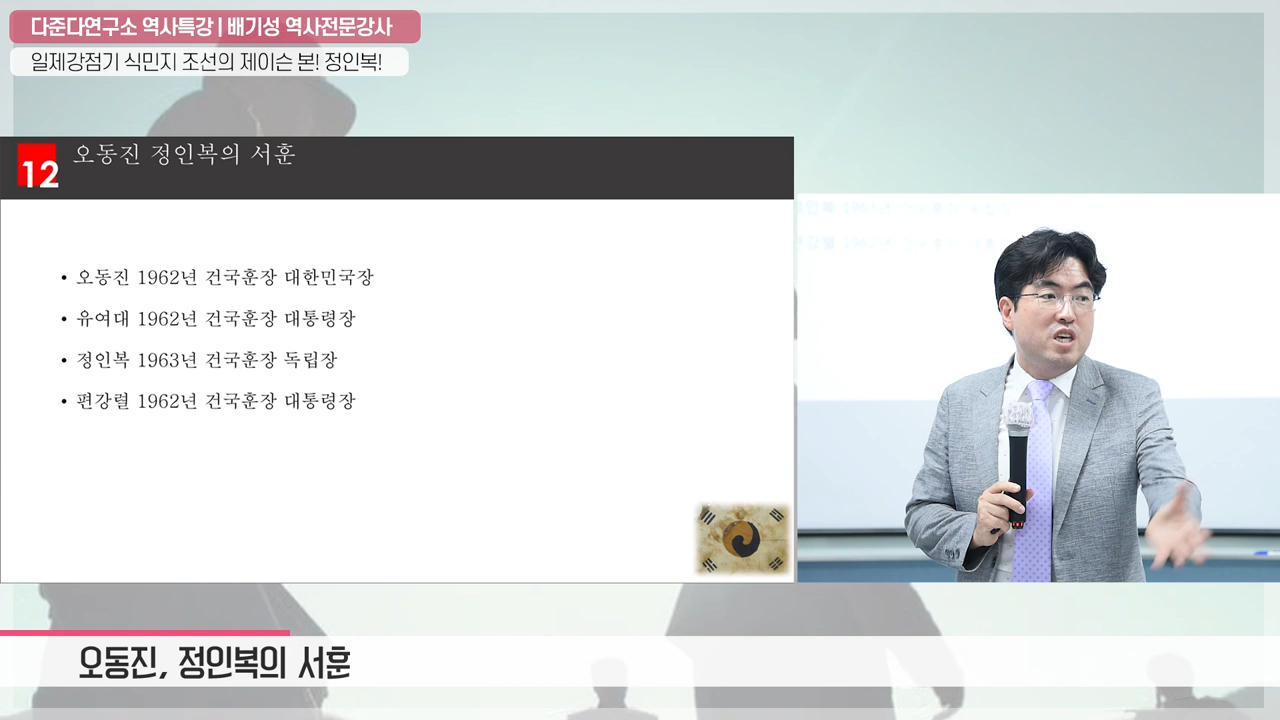 다준다연구소 역사특강 | 배기성 역사전문강사
일제강점기 식민지 조선의 제이슨 본! 정인복!
12 오동진 정인복의 서훈
• 오동진 1962년 건국훈장 대한민국장
• 유여대 1962년 건국훈장 대통령장
• 정인복 1963년 건국훈장 독립장
• 편강렬 1962년 건국훈장 대통령장
오동진, 정인복의 서훈